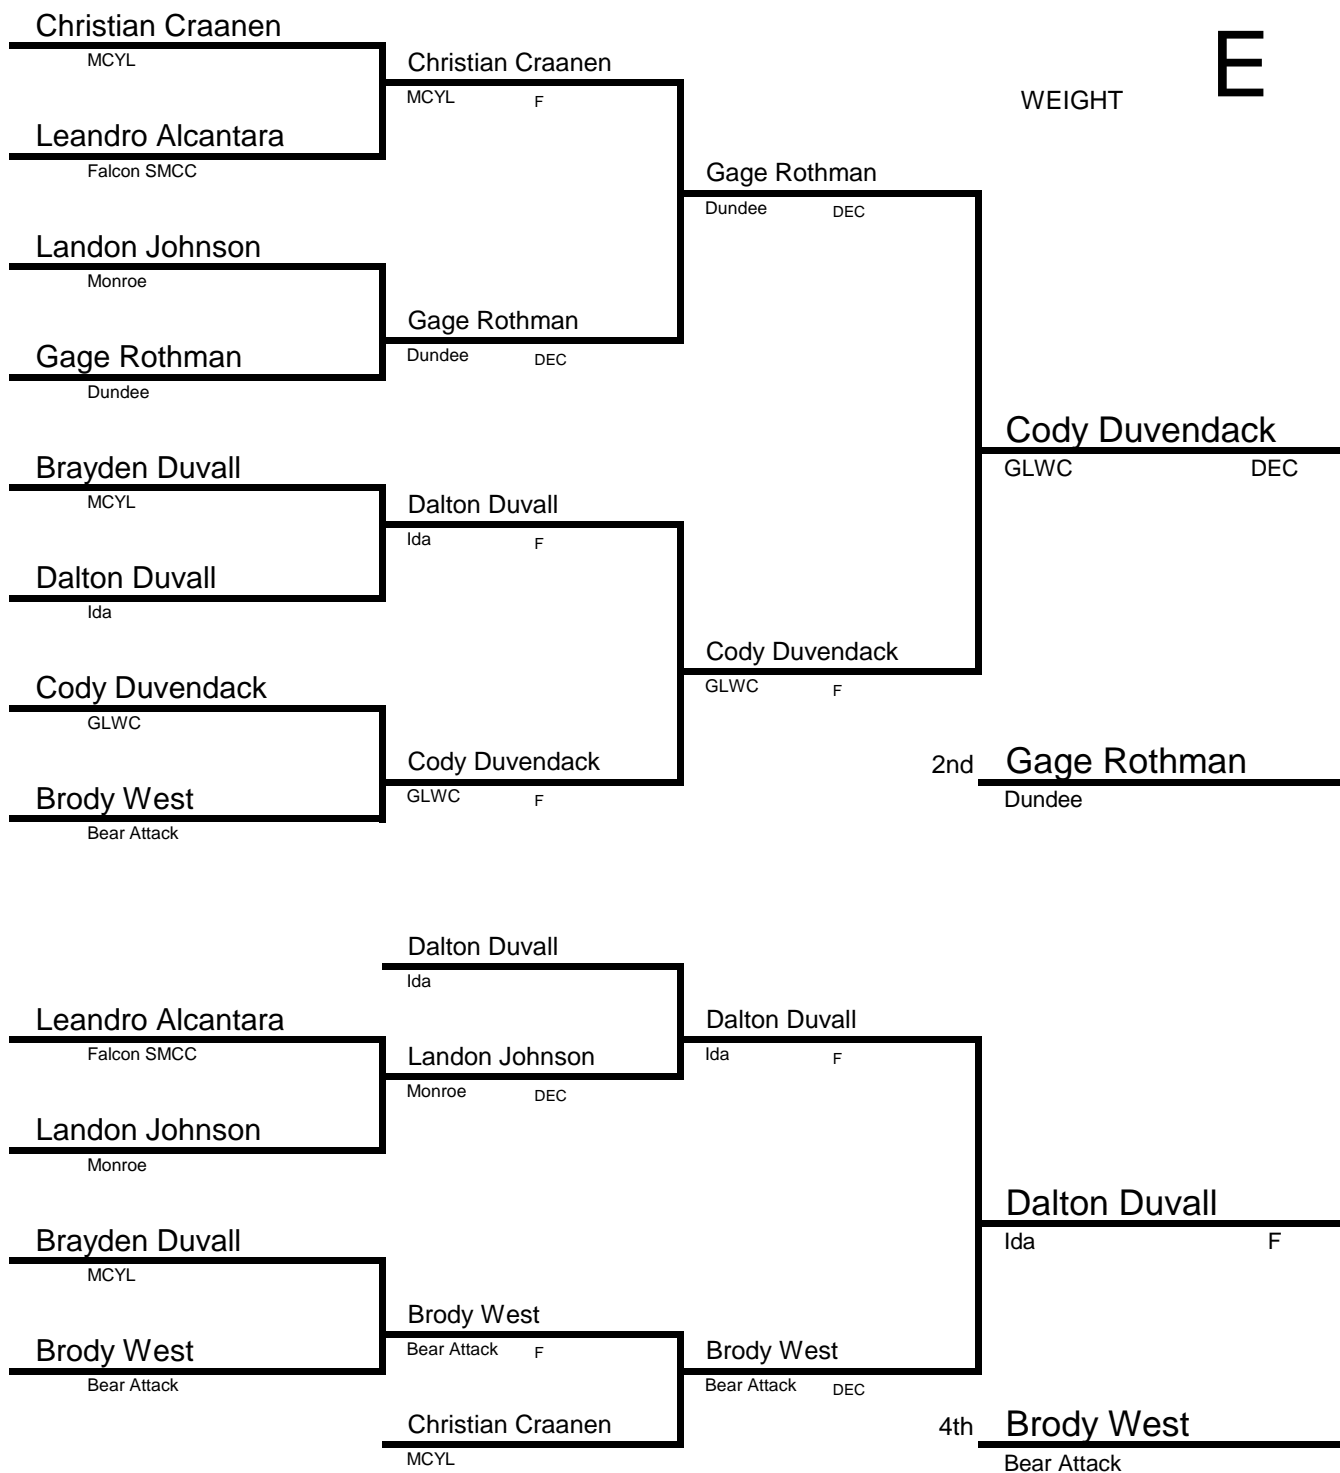 Christian Craanen
MCYL
Christian Craanen
MCYL F
WEIGHT
E
Leandro Alcantara
Falcon SMCC
Gage Rothman
Dundee DEC
Landon Johnson
Monroe
Gage Rothman
Dundee DEC
Gage Rothman
Dundee
Cody Duvendack
GLWC DEC
Brayden Duvall
MCYL
Dalton Duvall
Ida F
Dalton Duvall
Ida
Cody Duvendack
GLWC F
Cody Duvendack
GLWC
Cody Duvendack
GLWC F
2nd Gage Rothman
Dundee
Brody West
Bear Attack
Dalton Duvall
Ida
Leandro Alcantara
Falcon SMCC
Dalton Duvall
Ida F
Landon Johnson
Monroe DEC
Landon Johnson
Monroe
Dalton Duvall
Ida F
Brayden Duvall
MCYL
Brody West
Bear Attack F
Brody West
Bear Attack
Brody West
Bear Attack DEC
Christian Craanen
MCYL
4th Brody West
Bear Attack